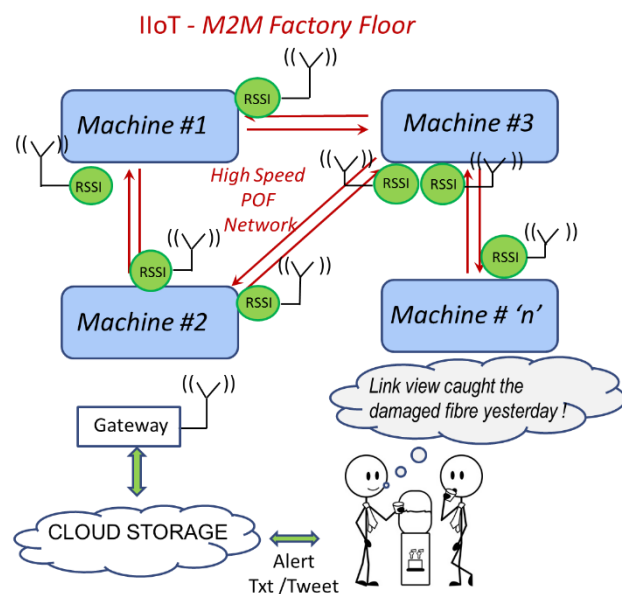 IIoT - M2M Factory Floor
((
))
RSSI
Machine #1
Machine #3
((
))
RSSI
High Speed
POF
Network
((
))
RSSI
RSSI
((
))
RSSI
((
))
((
))
RSSI
((
))
RSSI
Machine #2
Machine # ‘n’
Link view caught the
damaged fibre yesterday !
((
))
Gateway
CLOUD STORAGE
Alert
Txt /Tweet